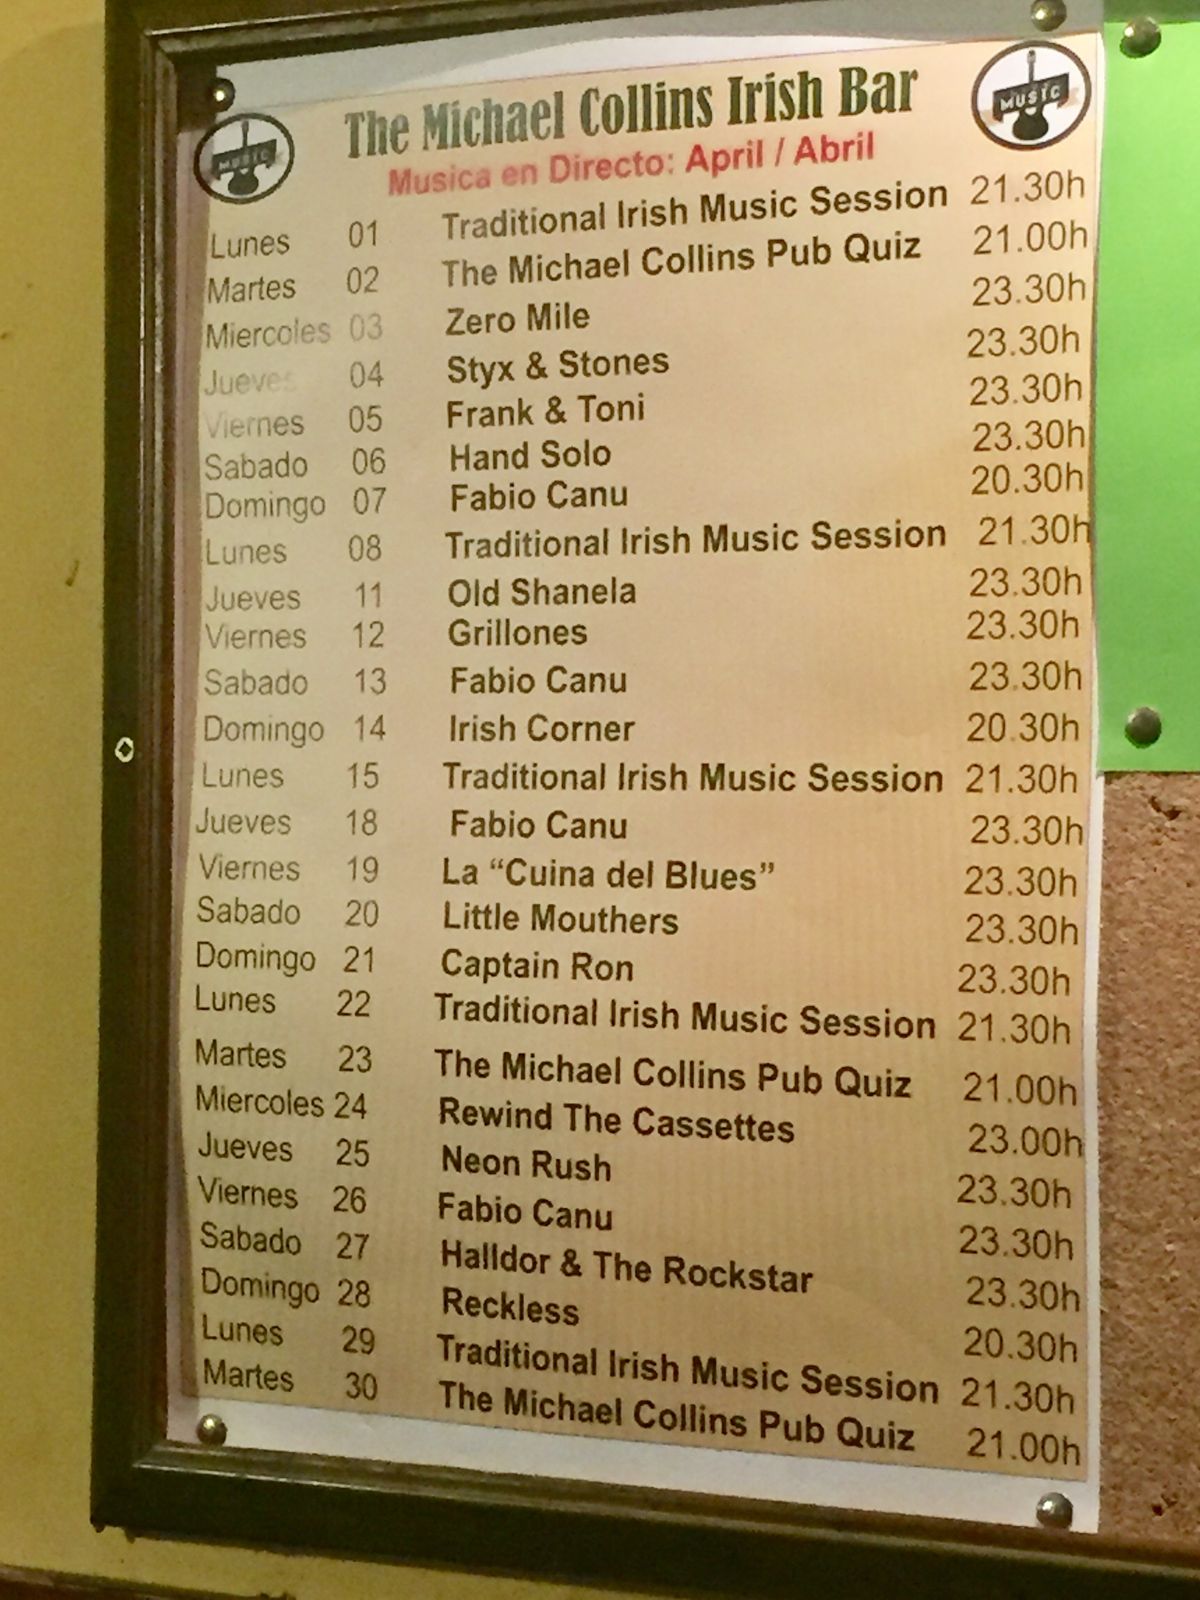 The Michael Collins Irish Bar
MUSIC
MUSIC
Musica en Directo: April / Abril
Lunes 01 Traditional Irish Music Session 21.30h
Martes 02 The Michael Collins Pub Quiz 21.00h
Miercoles 03 Zero Mile 23.30h
Jueves 04 Styx & Stones 23.30h
Viernes 05 Frank & Toni 23.30h
Sabado 06 Hand Solo 23.30h
Domingo 07 Fabio Canu 20.30h
Lunes 08 Traditional Irish Music Session 21.30h
Jueves 11 Old Shanela 23.30h
Viernes 12 Grillones 23.30h
Sabado 13 Fabio Canu 23.30h
Domingo 14 Irish Corner 20.30h
Lunes 15 Traditional Irish Music Session 21.30h
Jueves 18 Fabio Canu 23.30h
Viernes 19 La “Cuina del Blues” 23.30h
Sabado 20 Little Mouthers 23.30h
Domingo 21 Captain Ron 23.30h
Lunes 22 Traditional Irish Music Session 21.30h
Martes 23 The Michael Collins Pub Quiz 21.00h
Miercoles 24 Rewind The Cassettes 23.00h
Jueves 25 Neon Rush 23.30h
Viernes 26 Fabio Canu 23.30h
Sabado 27 Halldor & The Rockstar 23.30h
Domingo 28 Reckless 20.30h
Lunes 29 Traditional Irish Music Session 21.30h
Martes 30 The Michael Collins Pub Quiz 21.00h